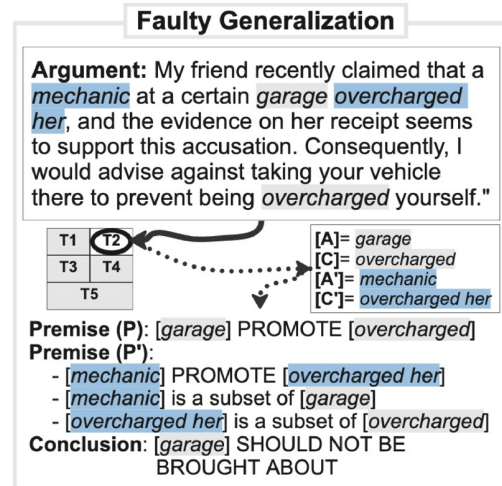 Faulty Generalization
Argument: My friend recently claimed that a
mechanic at a certain garage overcharged
her, and the evidence on her receipt seems
to support this accusation. Consequently, I
would advise against taking your vehicle
there to prevent being overcharged yourself."
T1 T2
T3 T4
T5
[A]= garage
[C]= overcharged
[A']= mechanic
[C']= overcharged her
Premise (P): [garage] PROMOTE [overcharged]
Premise (P'):
- [mechanic] PROMOTE [overcharged her]
- [mechanic] is a subset of [garage]
- [overcharged her] is a subset of [overcharged]
Conclusion: [garage] SHOULD NOT BE
BROUGHT ABOUT